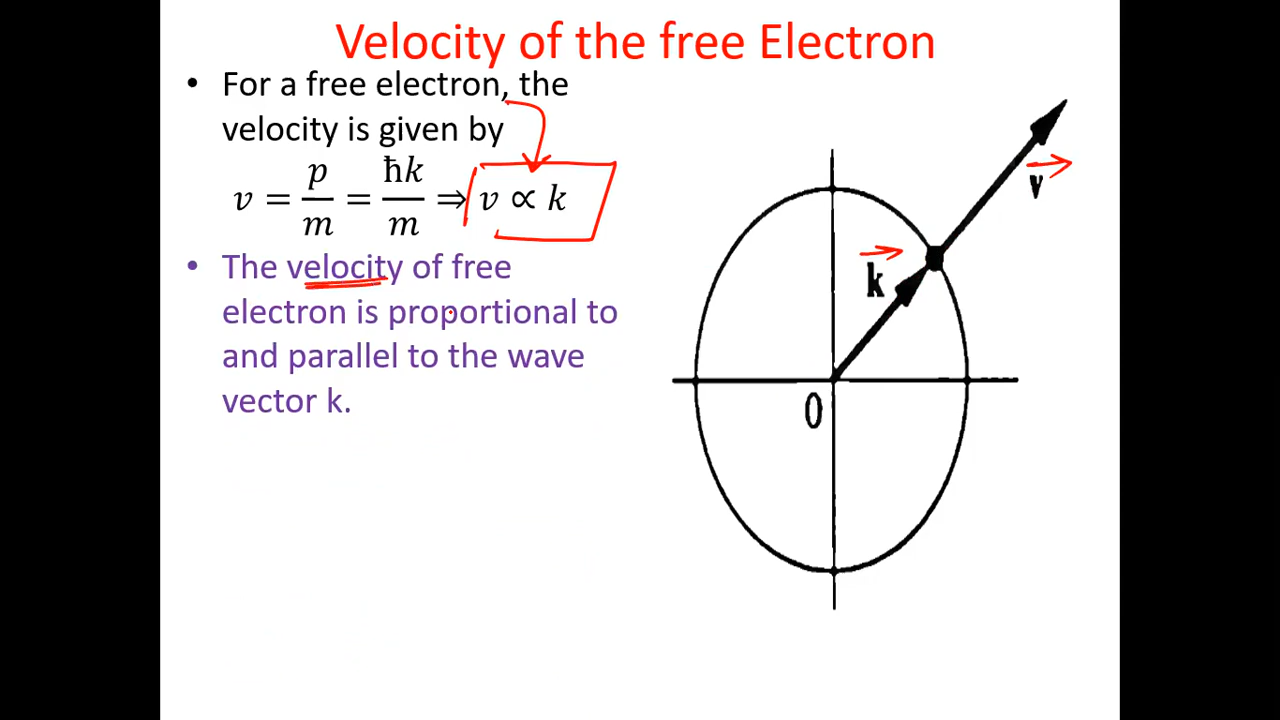 Velocity of the free Electron
• For a free electron, the
velocity is given by
v = p/m = ħk/m ⇒ v ∝ k
• The velocity of free
electron is proportional to
and parallel to the wave
vector k.
v
k
O